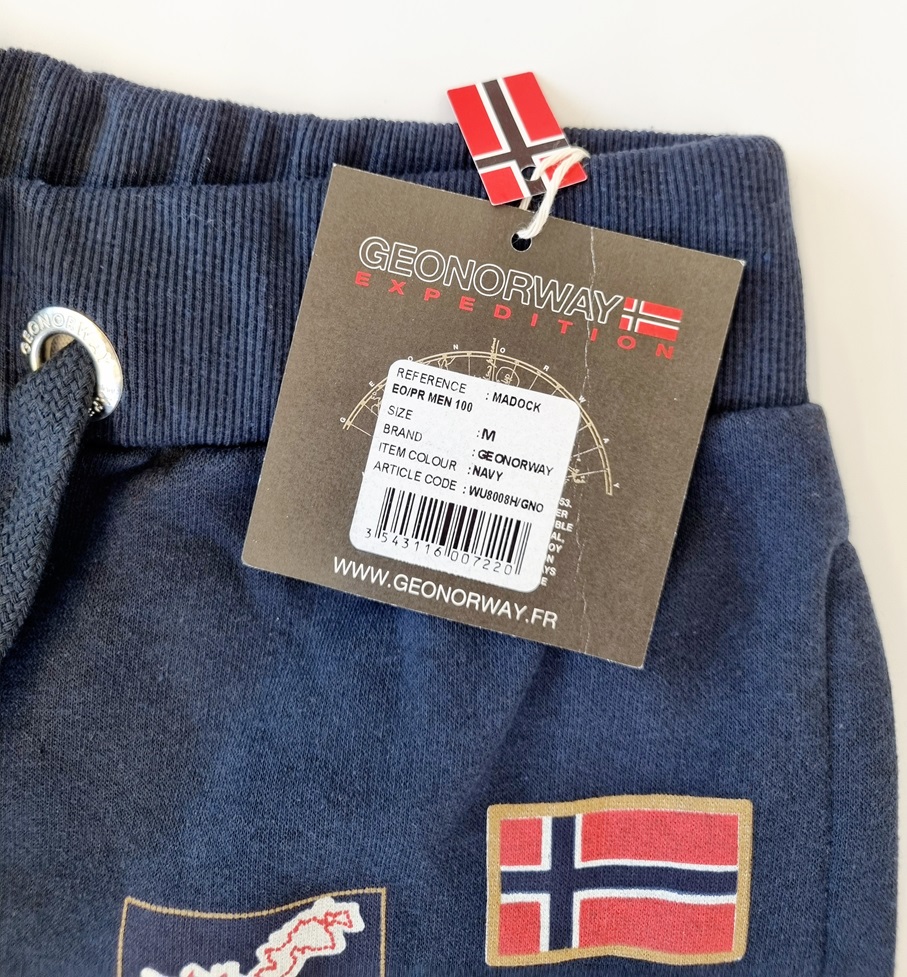 GEONORWAY
EXPEDITION
GEONORWAY
REFERENCE : MADOCK
EO/PR MEN 100
SIZE : M
BRAND : GEONORWAY
ITEM COLOUR : NAVY
ARTICLE CODE : WU8008H/GNO
3 543116 007220
WWW.GEONORWAY.FR